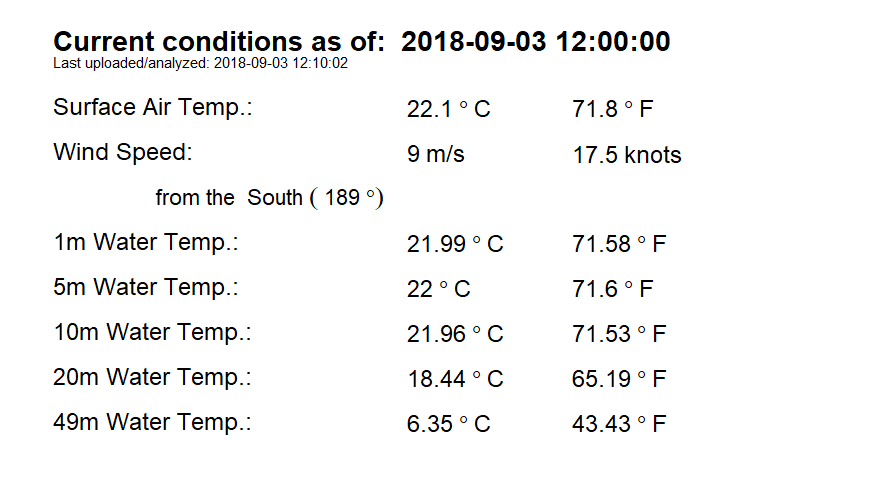 Current conditions as of: 2018-09-03 12:00:00
Last uploaded/analyzed: 2018-09-03 12:10:02
Surface Air Temp.: 22.1 ° C 71.8 ° F
Wind Speed: 9 m/s 17.5 knots
from the South ( 189 °)
1m Water Temp.: 21.99 ° C 71.58 ° F
5m Water Temp.: 22 ° C 71.6 ° F
10m Water Temp.: 21.96 ° C 71.53 ° F
20m Water Temp.: 18.44 ° C 65.19 ° F
49m Water Temp.: 6.35 ° C 43.43 ° F